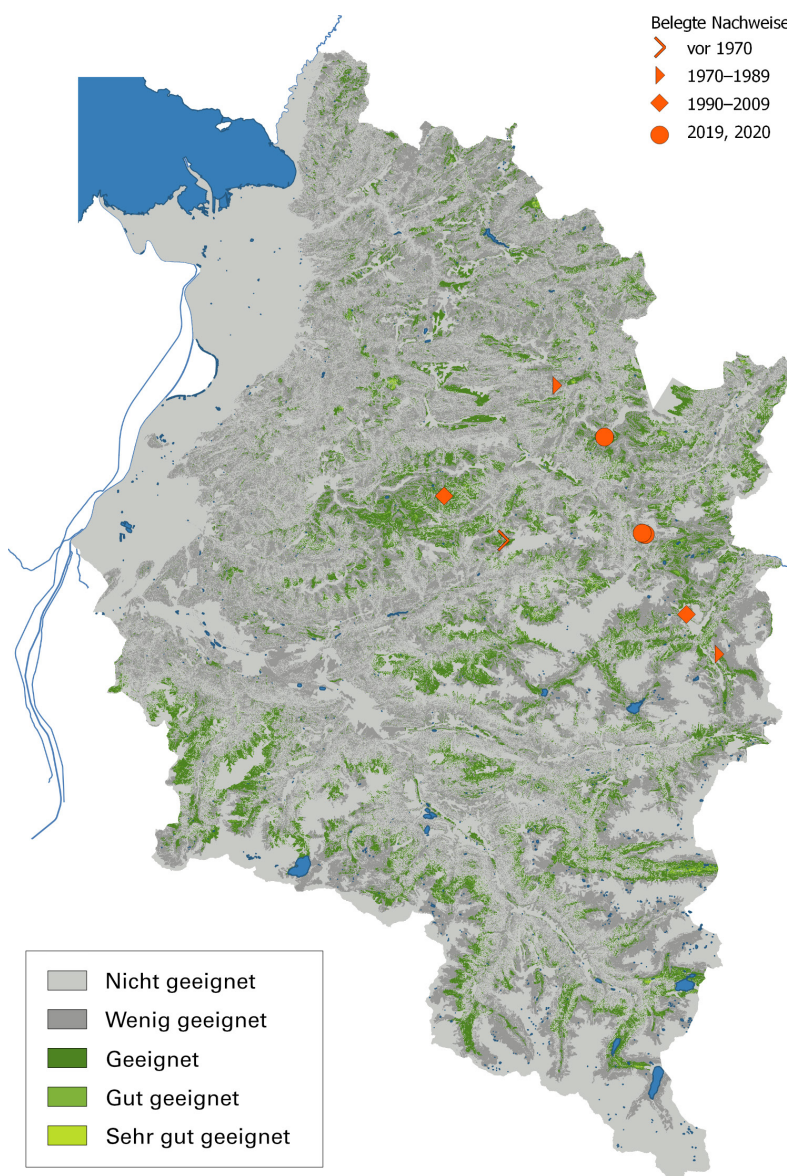 Belegte Nachweise
vor 1970
1970–1989
1990–2009
2019, 2020
Nicht geeignet
Wenig geeignet
Geeignet
Gut geeignet
Sehr gut geeignet